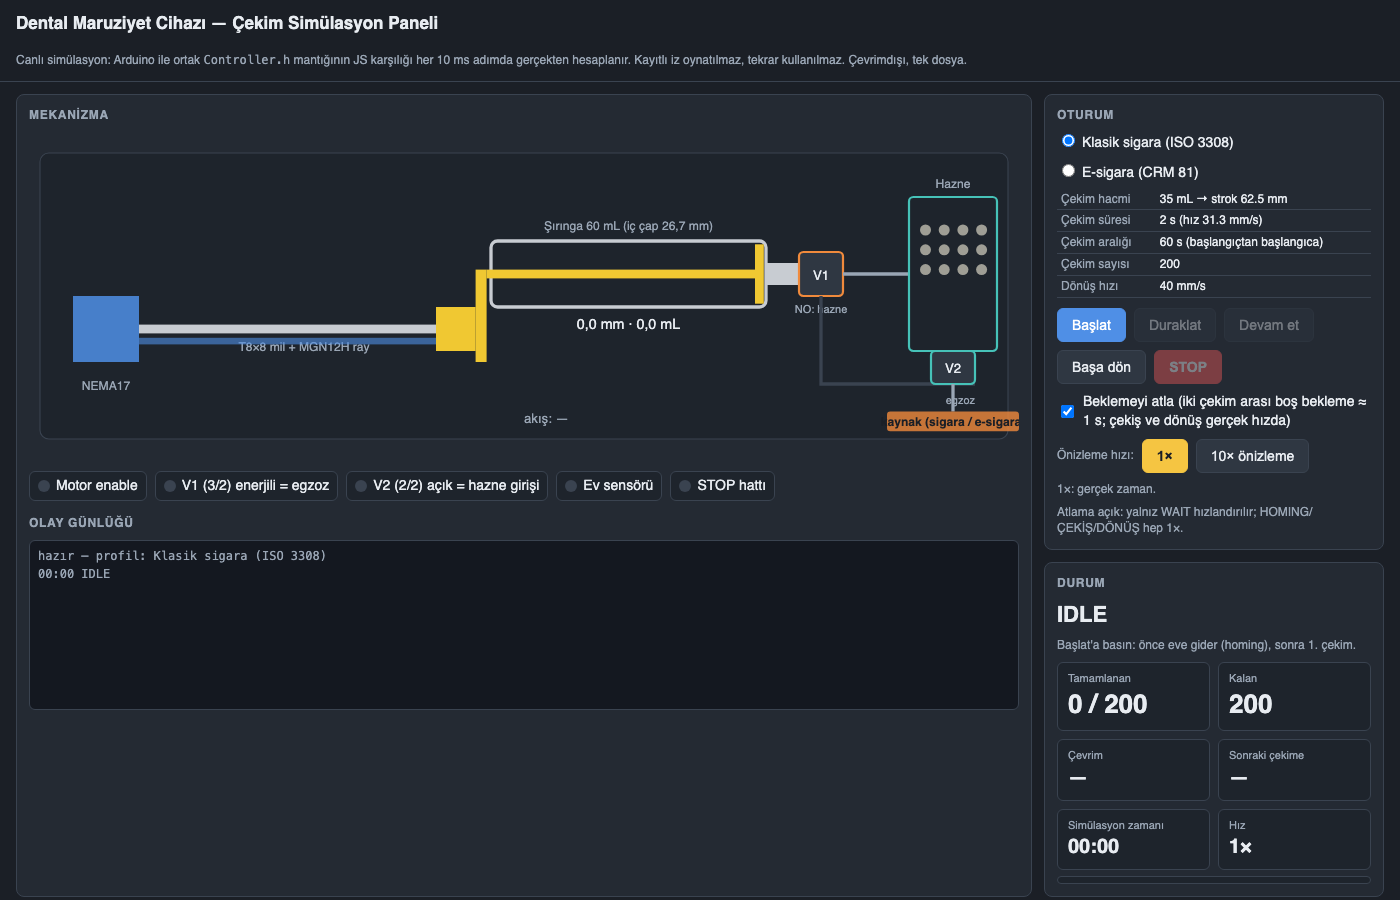 Dental Maruziyet Cihazı — Çekim Simülasyon Paneli
Canlı simülasyon: Arduino ile ortak Controller.h mantığının JS karşılığı her 10 ms adımda gerçekten hesaplanır. Kayıtlı iz oynatılmaz, tekrar kullanılmaz. Çevrimdışı, tek dosya.
MEKANİZMA
Hazne
Şırınga 60 mL (iç çap 26,7 mm)
V1
NO: hazne
0,0 mm · 0,0 mL
T8×8 mil + MGN12H ray
NEMA17
V2
egzoz
akış: —
aynak (sigara / e-sigara
Motor enable
V1 (3/2) enerjili = egzoz
V2 (2/2) açık = hazne girişi
Ev sensörü
STOP hattı
OLAY GÜNLÜĞÜ
hazır — profil: Klasik sigara (ISO 3308)
00:00 IDLE
OTURUM
Klasik sigara (ISO 3308)
E-sigara (CRM 81)
Çekim hacmi 35 mL → strok 62.5 mm
Çekim süresi 2 s (hız 31.3 mm/s)
Çekim aralığı 60 s (başlangıçtan başlangıca)
Çekim sayısı 200
Dönüş hızı 40 mm/s
Başlat Duraklat Devam et
Başa dön STOP
Beklemeyi atla (iki çekim arası boş bekleme ≈
1 s; çekiş ve dönüş gerçek hızda)
Önizleme hızı: 1× 10× önizleme
1×: gerçek zaman.
Atlama açık: yalnız WAIT hızlandırılır; HOMING/
ÇEKİŞ/DÖNÜŞ hep 1×.
DURUM
IDLE
Başlat'a basın: önce eve gider (homing), sonra 1. çekim.
Tamamlanan
0 / 200
Kalan
200
Çevrim
—
Sonraki çekime
—
Simülasyon zamanı
00:00
Hız
1×